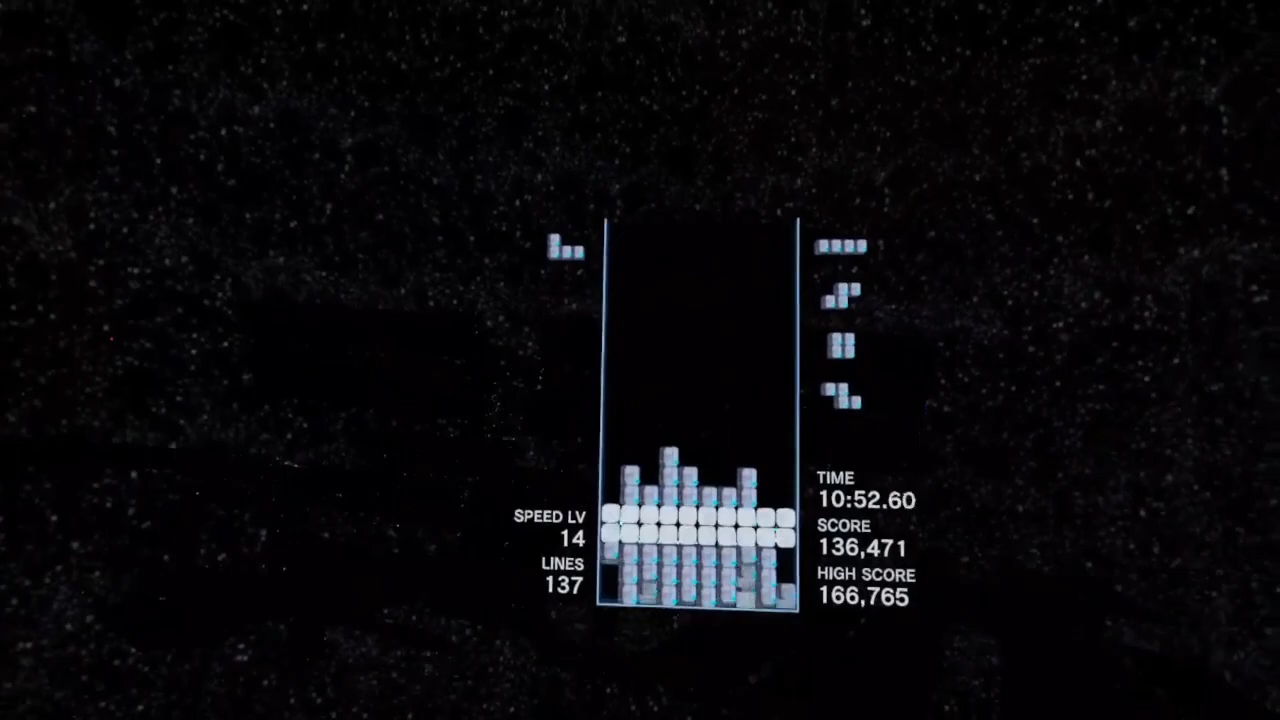 SPEED LV
14
LINES
137
TIME
10:52.60
SCORE
136,471
HIGH SCORE
166,765